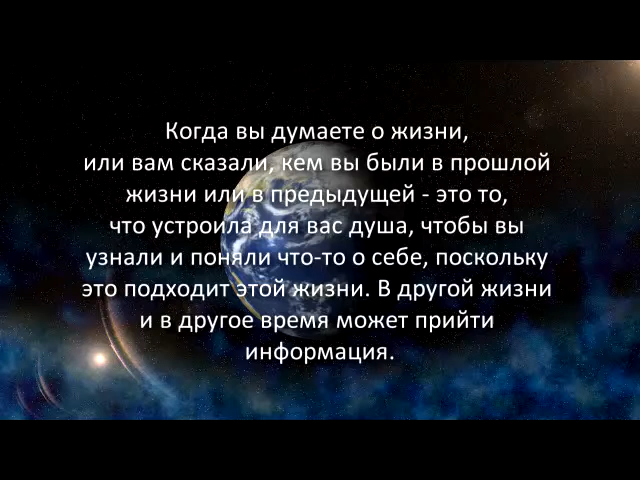 Когда вы думаете о жизни,
или вам сказали, кем вы были в прошлой
жизни или в предыдущей - это то,
что устроила для вас душа, чтобы вы
узнали и поняли что-то о себе, поскольку
это подходит этой жизни. В другой жизни
и в другое время может прийти
информация.